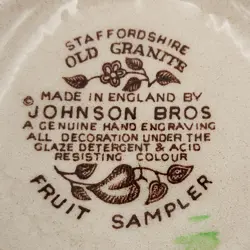 STAFFORDSHIRE
OLD GRANITE
MADE IN ENGLAND BY
©JOHNSON BROS
A GENUINE HAND ENGRAVING
ALL DECORATION UNDER THE
GLAZE DETERGENT & ACID
RESISTING COLOUR
FRUIT SAMPLER